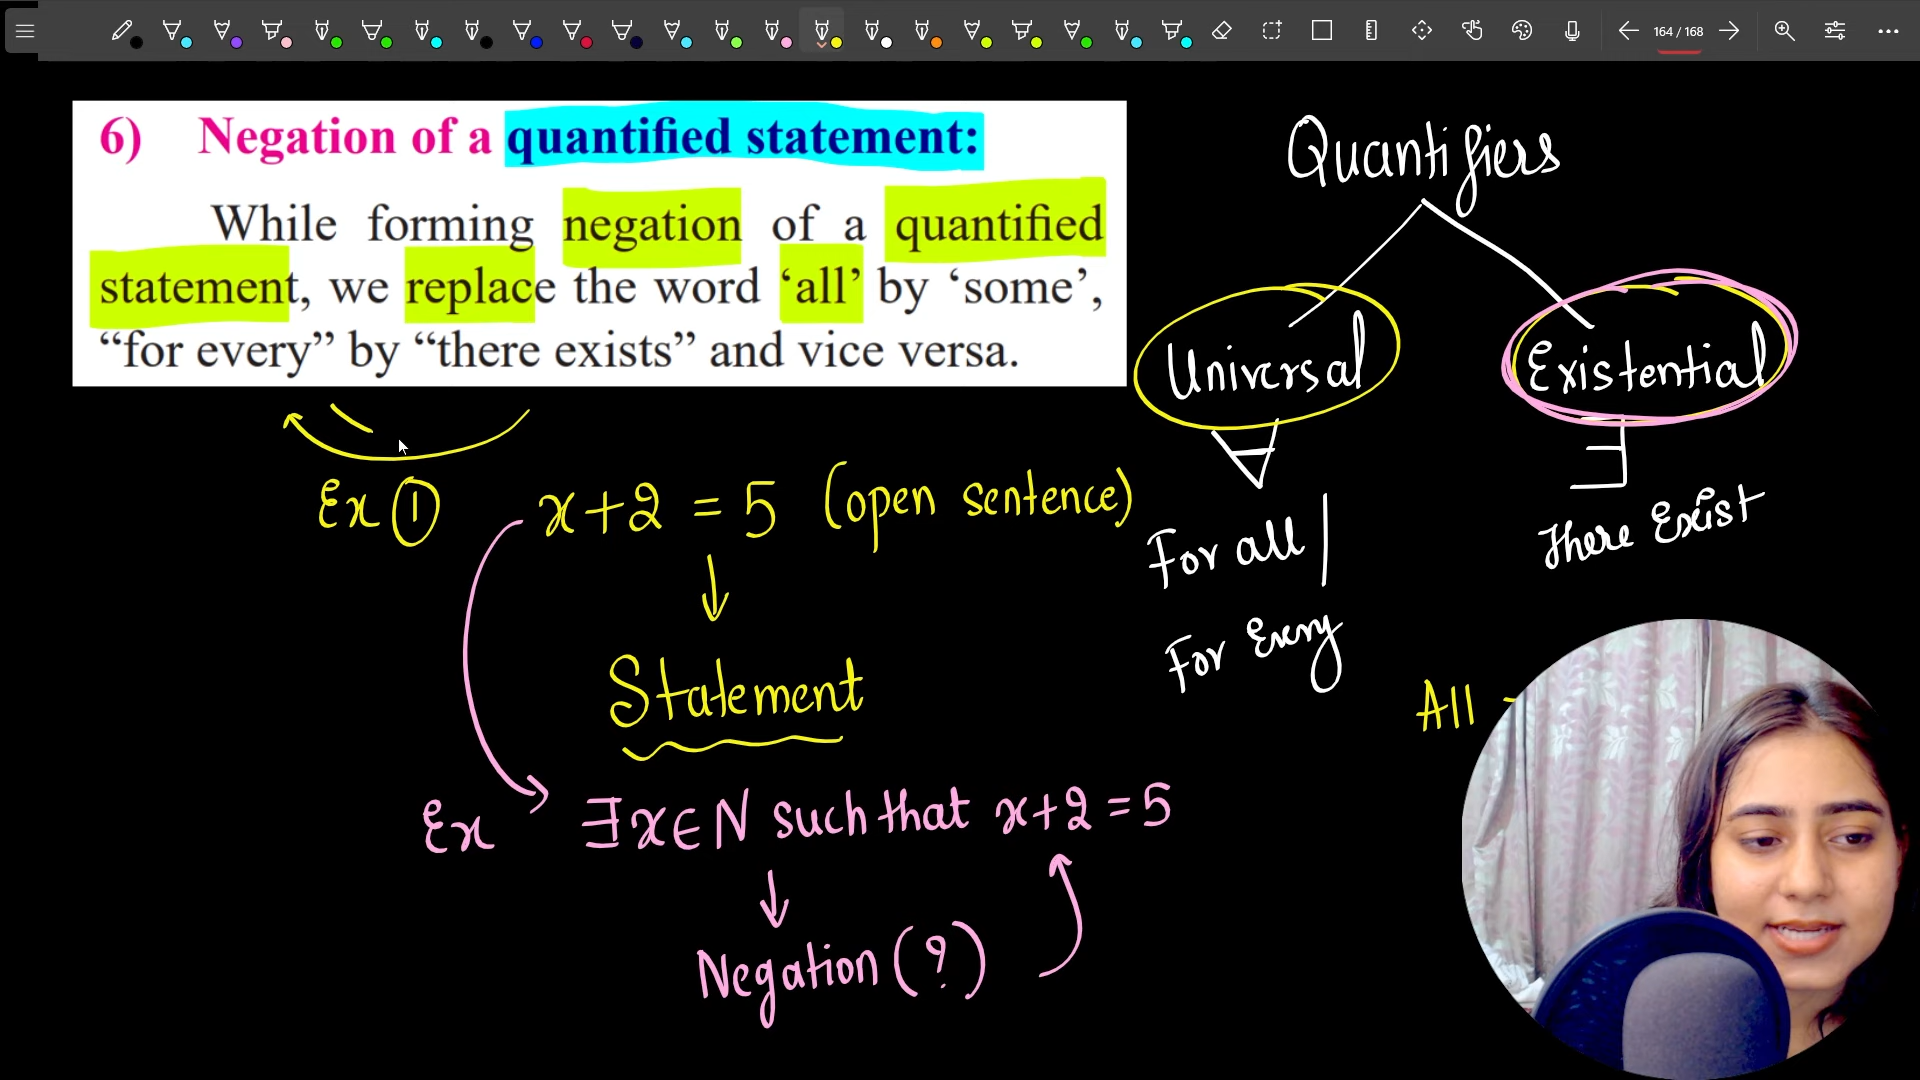 164 / 168
6) Negation of a quantified statement:
While forming negation of a quantified
statement, we replace the word ‘all’ by ‘some’,
“for every” by “there exists” and vice versa.
Quantifiers
Universal
Existential
∀
∃
For all /
For Every
There Exist
Ex ① x+2 = 5 (open sentence)
↓
Statement
All -
Ex ∃x∈N such that x+2=5
↓
Negation (?)